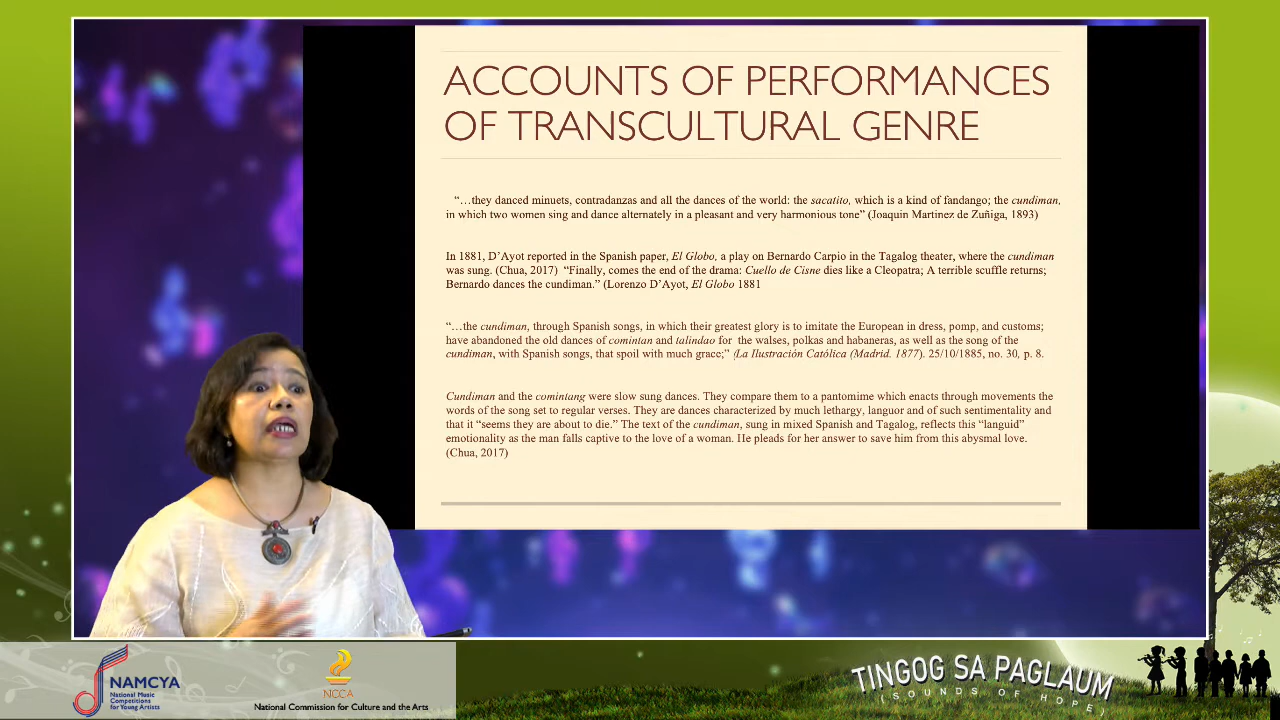 ACCOUNTS OF PERFORMANCES
OF TRANSCULTURAL GENRE
“…they danced minuets, contradanzas and all the dances of the world: the sacatito, which is a kind of fandango; the cundiman,
in which two women sing and dance alternately in a pleasant and very harmonious tone” (Joaquin Martinez de Zuñiga, 1893)
In 1881, D’Ayot reported in the Spanish paper, El Globo, a play on Bernardo Carpio in the Tagalog theater, where the cundiman
was sung. (Chua, 2017) “Finally, comes the end of the drama: Cuello de Cisne dies like a Cleopatra; A terrible scuffle returns;
Bernardo dances the cundiman.” (Lorenzo D’Ayot, El Globo 1881
“…the cundiman, through Spanish songs, in which their greatest glory is to imitate the European in dress, pomp, and customs;
have abandoned the old dances of comintan and talindao for the walses, polkas and habaneras, as well as the song of the
cundiman, with Spanish songs, that spoil with much grace;” (La Ilustración Católica (Madrid. 1877). 25/10/1885, no. 30, p. 8.
Cundiman and the comintang were slow sung dances. They compare them to a pantomime which enacts through movements the
words of the song set to regular verses. They are dances characterized by much lethargy, languor and of such sentimentality and
that it “seems they are about to die.” The text of the cundiman, sung in mixed Spanish and Tagalog, reflects this “languid”
emotionality as the man falls captive to the love of a woman. He pleads for her answer to save him from this abysmal love.
(Chua, 2017)
NAMCYA
National Music
Competitions
for Young Artists
NCCA
National Commission for Culture and the Arts
TINGOG SA PAGLAUM
(SOUNDS OF HOPE)